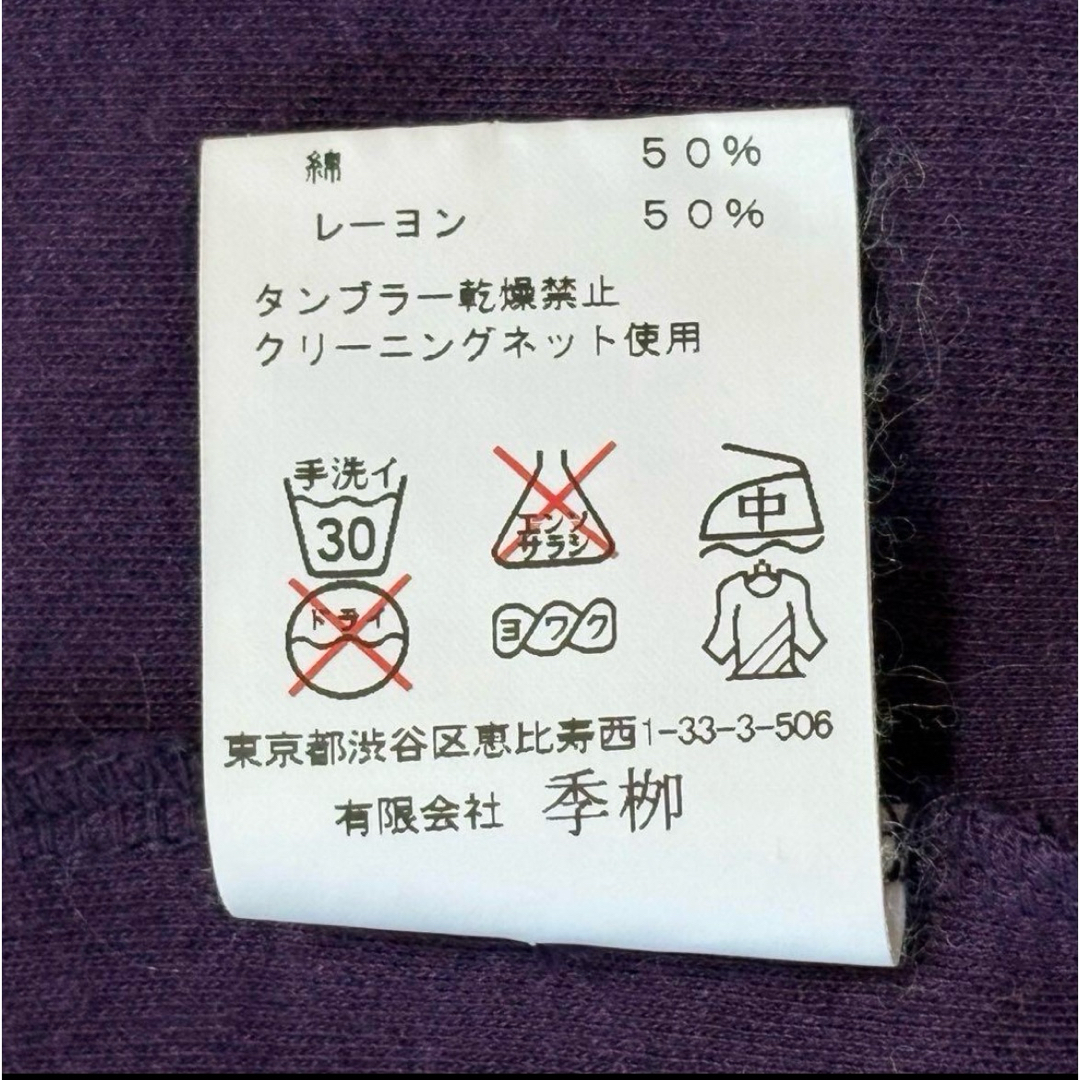 綿 50%
レーヨン 50%
タンブラー乾燥禁止
クリーニングネット使用
手洗イ
30
エンソ
サラシ
中
ドライ
ヨワク
東京都渋谷区恵比寿西1-33-3-506
有限会社 季栁